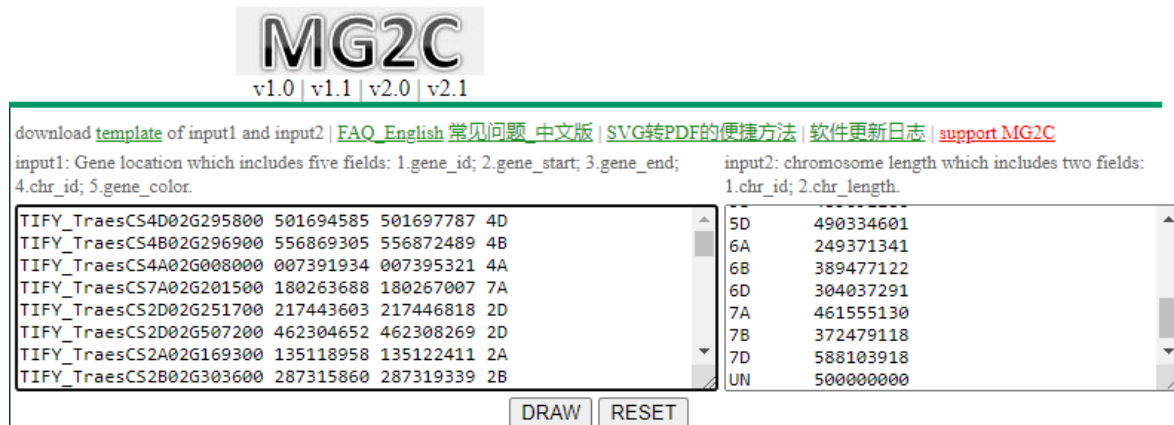 MG2C
v1.0 | v1.1 | v2.0 | v2.1
download template of input1 and input2 | FAQ_English 常见问题_中文版 | SVG转PDF的便捷方法 | 软件更新日志 | support MG2C
input1: Gene location which includes five fields: 1.gene_id; 2.gene_start; 3.gene_end;
4.chr_id; 5.gene_color.
input2: chromosome length which includes two fields:
1.chr_id; 2.chr_length.
TIFY_TraesCS4D02G295800 501694585 501697787 4D
TIFY_TraesCS4B02G296900 556869305 556872489 4B
TIFY_TraesCS4A02G008000 007391934 007395321 4A
TIFY_TraesCS7A02G201500 180263688 180267007 7A
TIFY_TraesCS2D02G251700 217443603 217446818 2D
TIFY_TraesCS2D02G507200 462304652 462308269 2D
TIFY_TraesCS2A02G169300 135118958 135122411 2A
TIFY_TraesCS2B02G303600 287315860 287319339 2B
5D 490334601
6A 249371341
6B 389477122
6D 304037291
7A 461555130
7B 372479118
7D 588103918
UN 500000000
DRAW RESET